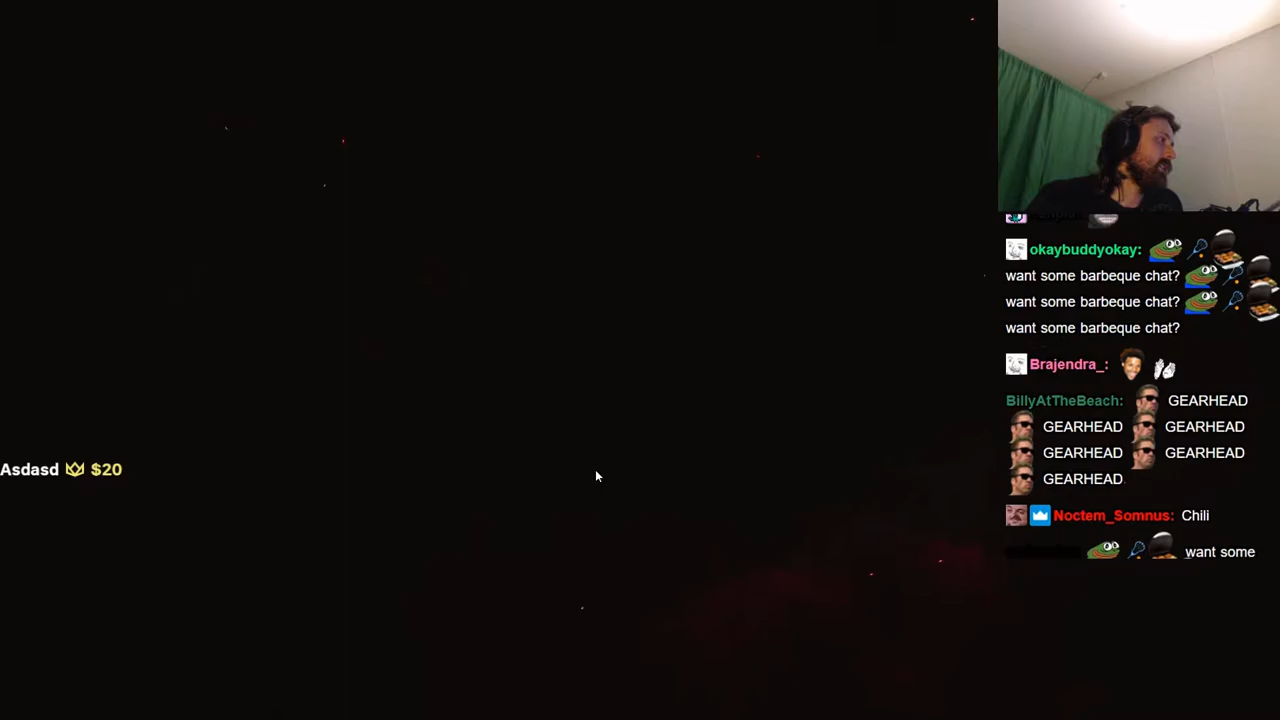 okaybuddyokay:
want some barbeque chat?
want some barbeque chat?
want some barbeque chat?
Brajendra_:
BillyAtTheBeach: GEARHEAD
GEARHEAD GEARHEAD
GEARHEAD GEARHEAD
GEARHEAD
Noctem_Somnus: Chili
want some
Asdasd $20